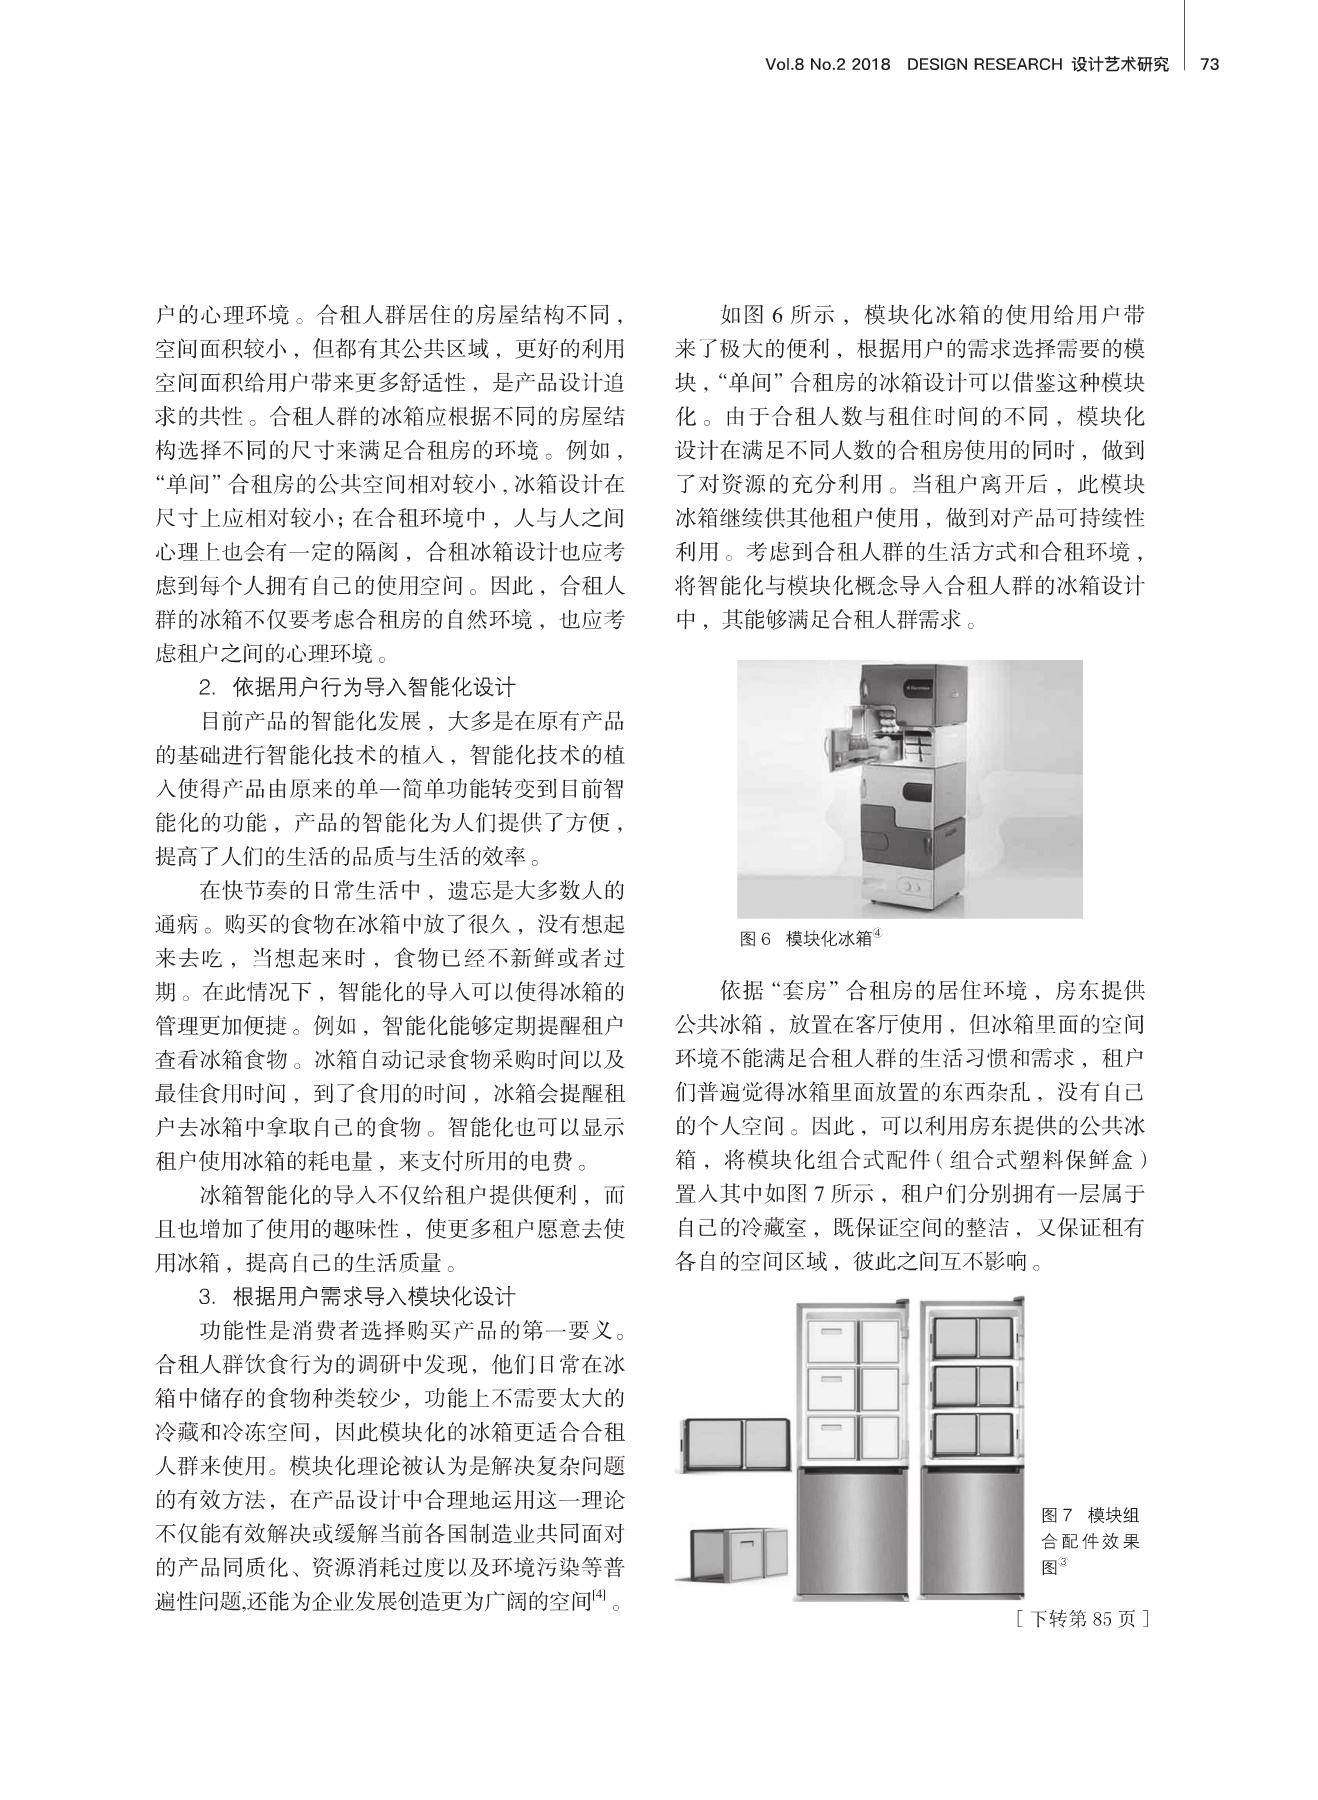 Vol.8 No.2 2018 DESIGN RESEARCH 设计艺术研究 73
户的心理环境。合租人群居住的房屋结构不同，
空间面积较小，但都有其公共区域，更好的利用
空间面积给用户带来更多舒适性，是产品设计追
求的共性。合租人群的冰箱应根据不同的房屋结
构选择不同的尺寸来满足合租房的环境。例如，
“单间”合租房的公共空间相对较小，冰箱设计在
尺寸上应相对较小；在合租环境中，人与人之间
心理上也会有一定的隔阂，合租冰箱设计也应考
虑到每个人拥有自己的使用空间。因此，合租人
群的冰箱不仅要考虑合租房的自然环境，也应考
虑租户之间的心理环境。
2. 依据用户行为导入智能化设计
目前产品的智能化发展，大多是在原有产品
的基础进行智能化技术的植入，智能化技术的植
入使得产品由原来的单一简单功能转变到目前智
能化的功能，产品的智能化为人们提供了方便，
提高了人们的生活的品质与生活的效率。
在快节奏的日常生活中，遗忘是大多数人的
通病。购买的食物在冰箱中放了很久，没有想起
来去吃，当想起来时，食物已经不新鲜或者过
期。在此情况下，智能化的导入可以使得冰箱的
管理更加便捷。例如，智能化能够定期提醒租户
查看冰箱食物。冰箱自动记录食物采购时间以及
最佳食用时间，到了食用的时间，冰箱会提醒租
户去冰箱中拿取自己的食物。智能化也可以显示
租户使用冰箱的耗电量，来支付所用的电费。
冰箱智能化的导入不仅给租户提供便利，而
且也增加了使用的趣味性，使更多租户愿意去使
用冰箱，提高自己的生活质量。
3. 根据用户需求导入模块化设计
功能性是消费者选择购买产品的第一要义。
合租人群饮食行为的调研中发现，他们日常在冰
箱中储存的食物种类较少，功能上不需要太大的
冷藏和冷冻空间，因此模块化的冰箱更适合合租
人群来使用。模块化理论被认为是解决复杂问题
的有效方法，在产品设计中合理地运用这一理论
不仅能有效解决或缓解当前各国制造业共同面对
的产品同质化、资源消耗过度以及环境污染等普
遍性问题,还能为企业发展创造更为广阔的空间[4]。
如图 6 所示，模块化冰箱的使用给用户带
来了极大的便利，根据用户的需求选择需要的模
块，“单间”合租房的冰箱设计可以借鉴这种模块
化。由于合租人数与租住时间的不同，模块化
设计在满足不同人数的合租房使用的同时，做到
了对资源的充分利用。当租户离开后，此模块
冰箱继续供其他租户使用，做到对产品可持续性
利用。考虑到合租人群的生活方式和合租环境，
将智能化与模块化概念导入合租人群的冰箱设计
中，其能够满足合租人群需求。
图 6 模块化冰箱④
依据“套房”合租房的居住环境，房东提供
公共冰箱，放置在客厅使用，但冰箱里面的空间
环境不能满足合租人群的生活习惯和需求，租户
们普遍觉得冰箱里面放置的东西杂乱，没有自己
的个人空间。因此，可以利用房东提供的公共冰
箱，将模块化组合式配件（组合式塑料保鲜盒）
置入其中如图 7 所示，租户们分别拥有一层属于
自己的冷藏室，既保证空间的整洁，又保证租有
各自的空间区域，彼此之间互不影响。
图 7 模块组
合配件效果
图③
［下转第 85 页］